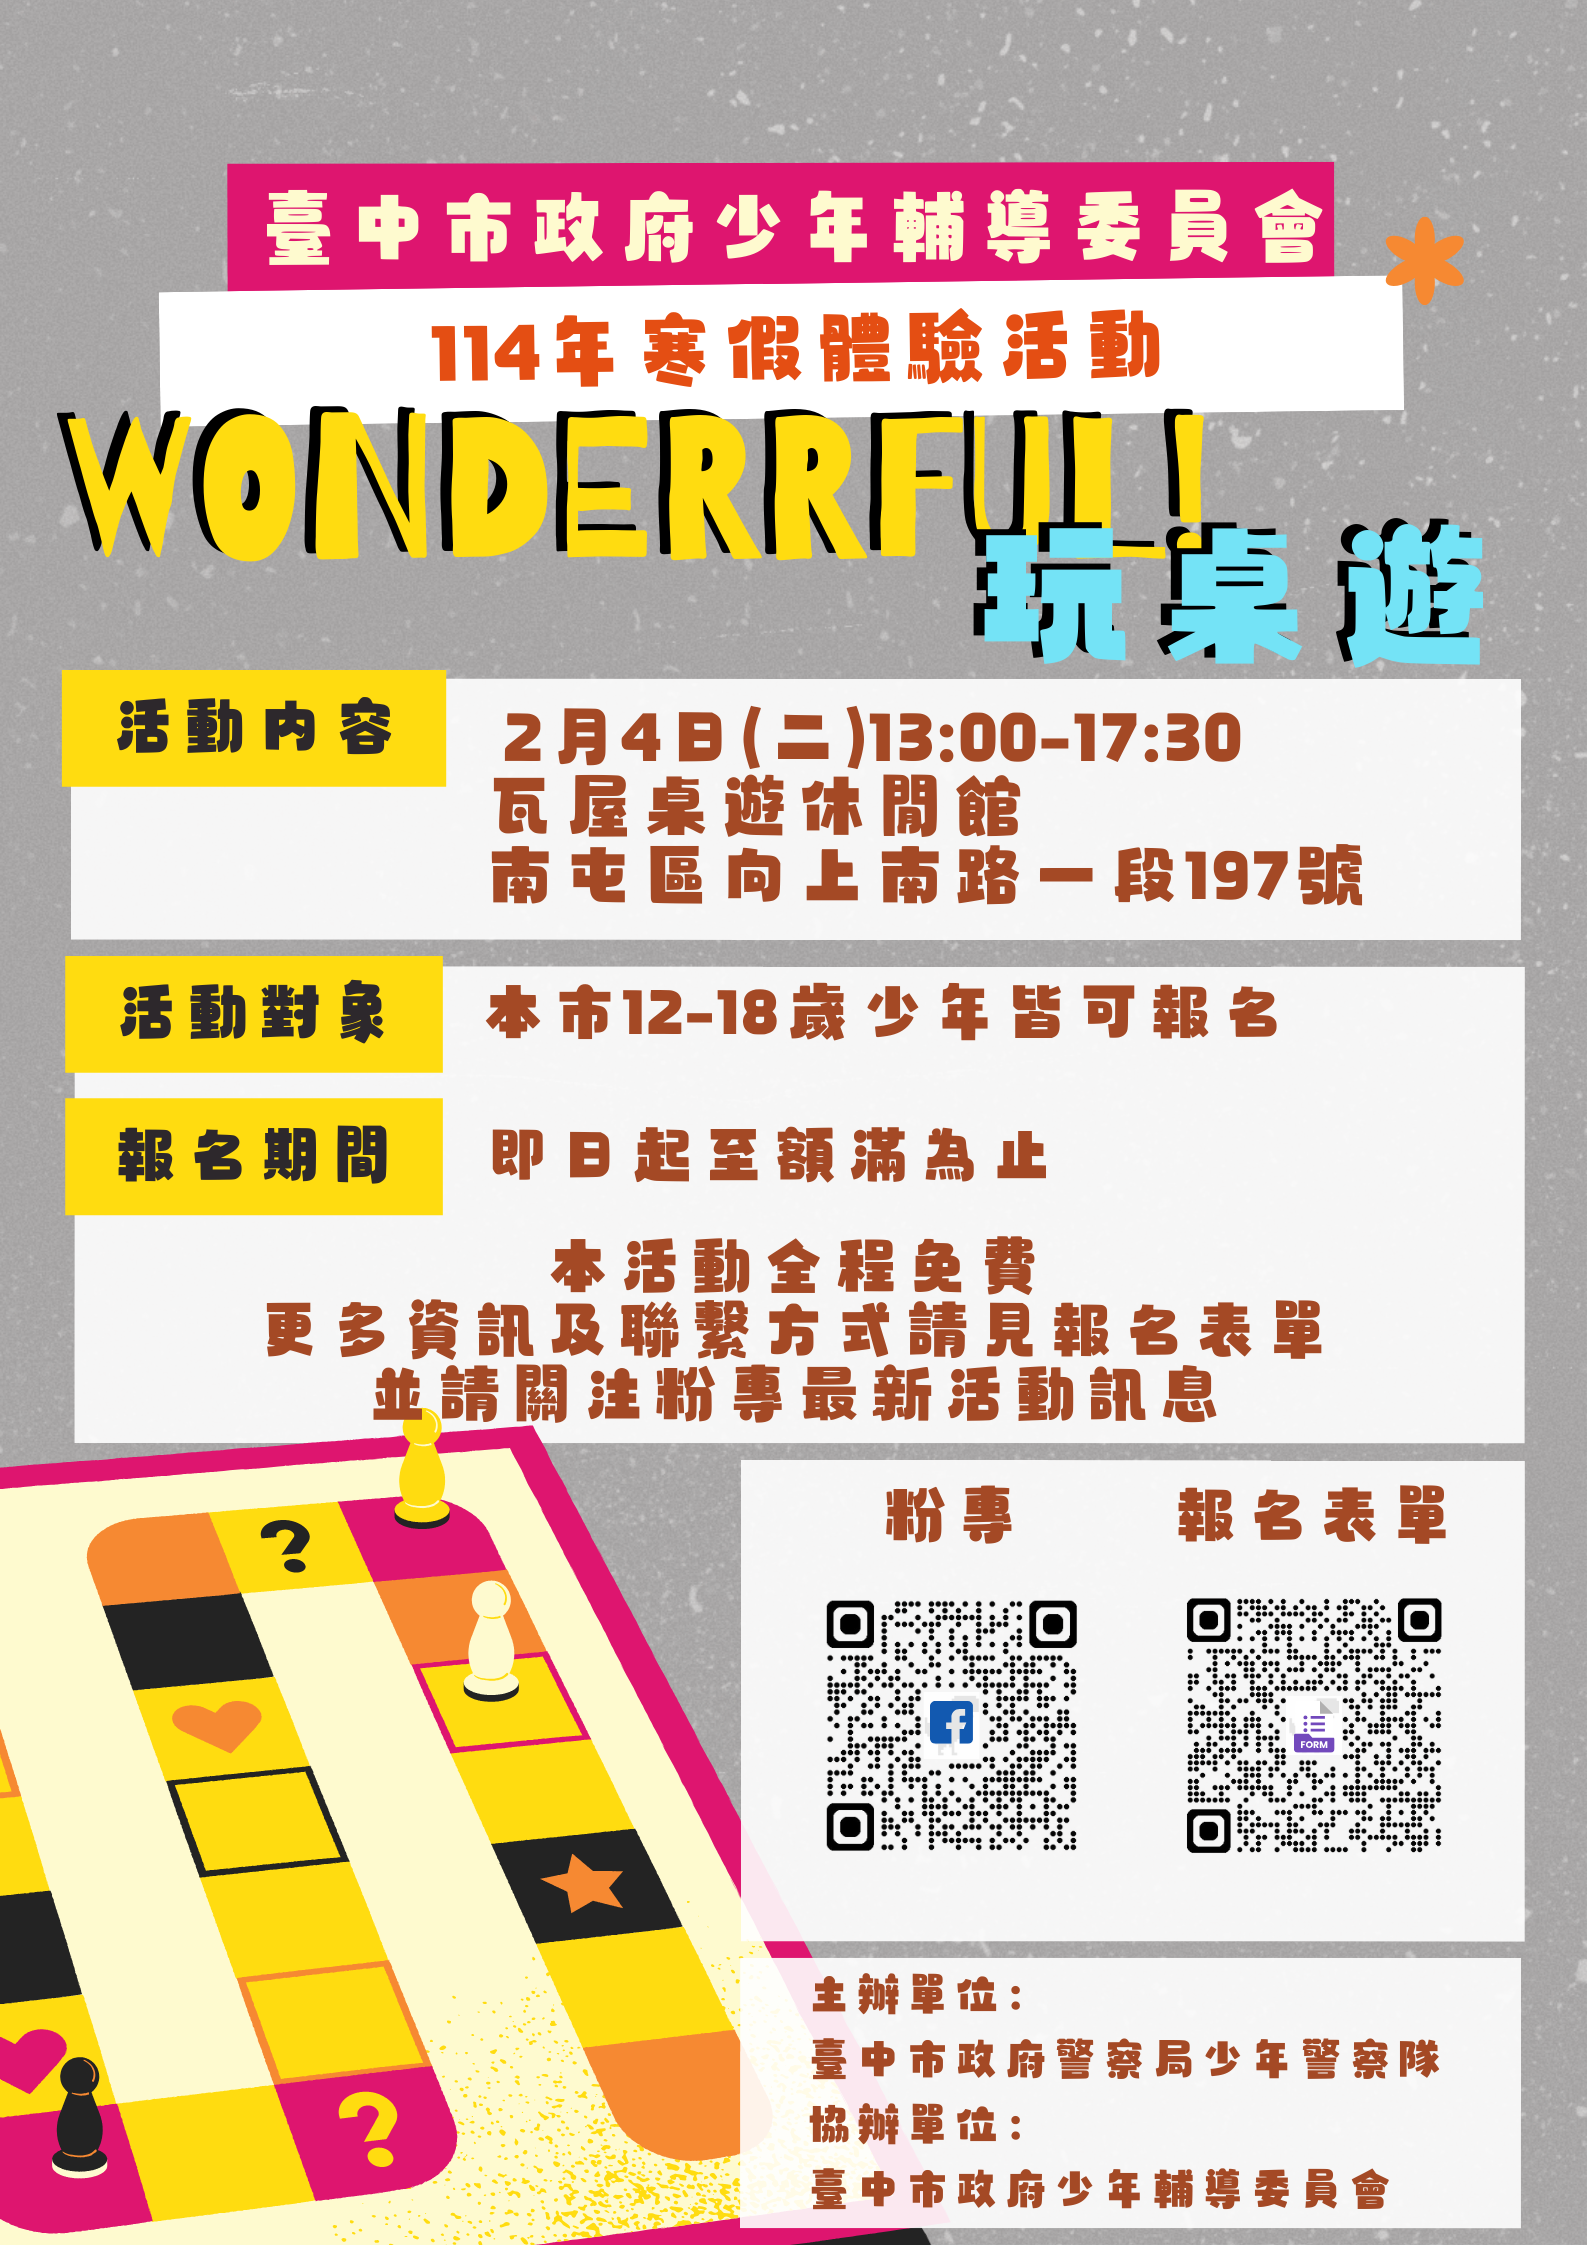 臺中市政府少年輔導委員會
114年寒假體驗活動
WONDERRFUL!
玩桌遊
活動內容
2月4日(二)13:00-17:30
瓦屋桌遊休閒館
南屯區向上南路一段197號
活動對象
本市12-18歲少年皆可報名
報名期間
即日起至額滿為止
本活動全程免費
更多資訊及聯繫方式請見報名表單
並請關注粉專最新活動訊息
?
粉專
報名表單
FORM
?
主辦單位:
臺中市政府警察局少年警察隊
協辦單位:
臺中市政府少年輔導委員會